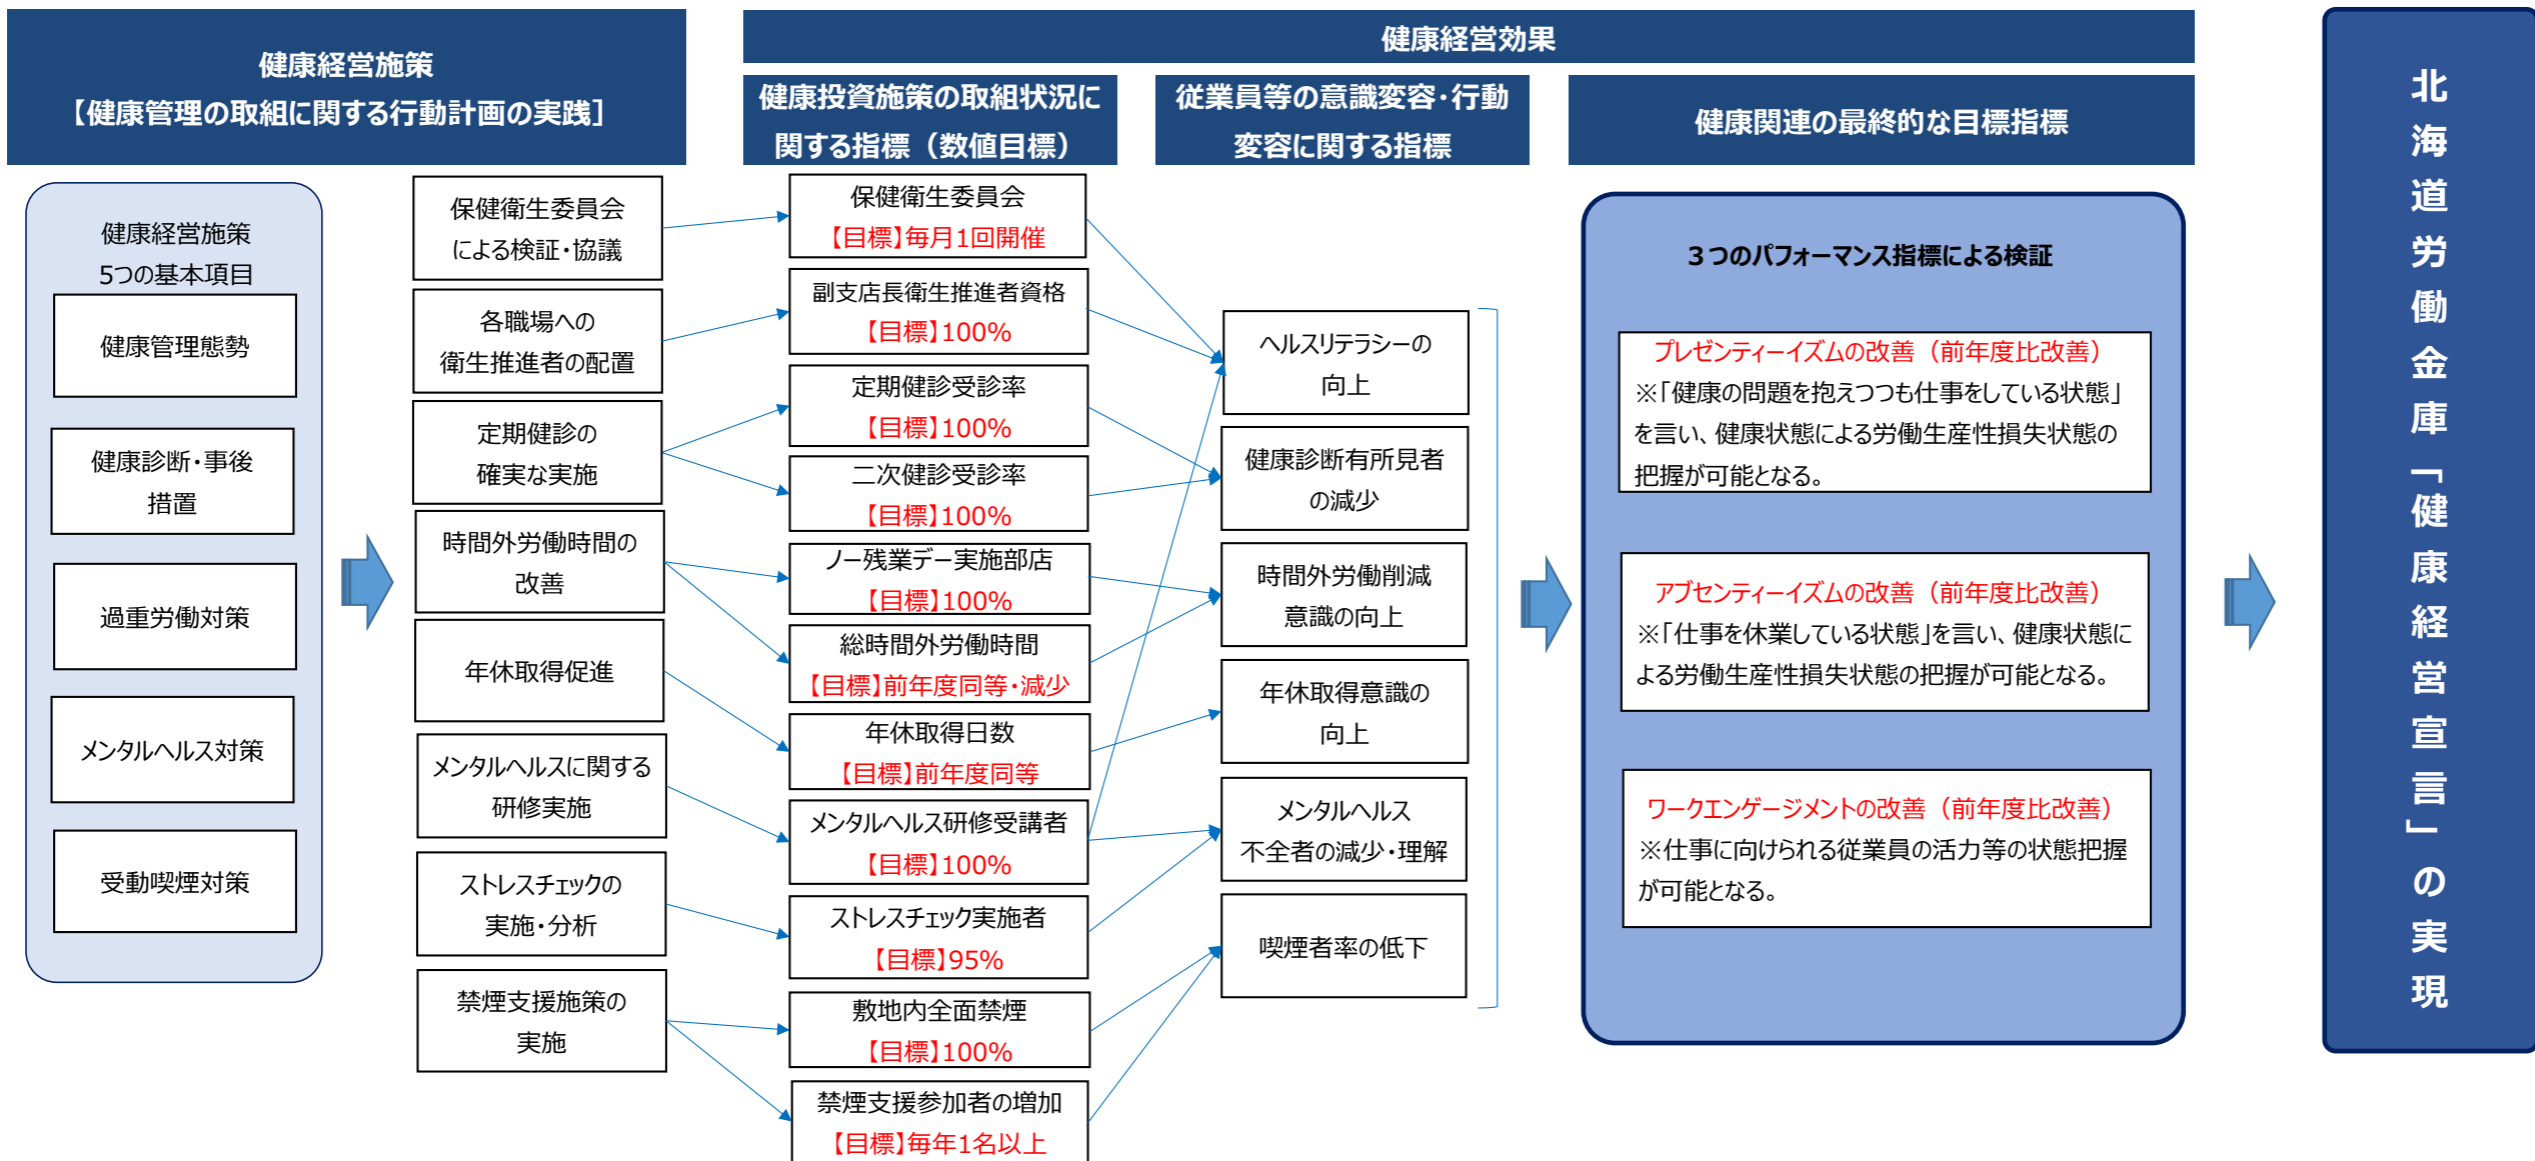 健康経営施策
【健康管理の取組に関する行動計画の実践］
健康経営効果
健康投資施策の取組状況に
関する指標（数値目標）
従業員等の意識変容・行動
変容に関する指標
健康関連の最終的な目標指標
健康経営施策
5つの基本項目
健康管理態勢
健康診断・事後
措置
過重労働対策
メンタルヘルス対策
受動喫煙対策
保健衛生委員会
による検証・協議
各職場への
衛生推進者の配置
定期健診の
確実な実施
時間外労働時間の
改善
年休取得促進
メンタルヘルスに関する
研修実施
ストレスチェックの
実施・分析
禁煙支援施策の
実施
保健衛生委員会
【目標】毎月1回開催
副支店長衛生推進者資格
【目標】100%
定期健診受診率
【目標】100%
二次健診受診率
【目標】100%
ノー残業デー実施部店
【目標】100%
総時間外労働時間
【目標】前年度同等・減少
年休取得日数
【目標】前年度同等
メンタルヘルス研修受講者
【目標】100%
ストレスチェック実施者
【目標】95%
敷地内全面禁煙
【目標】100%
禁煙支援参加者の増加
【目標】毎年1名以上
ヘルスリテラシーの
向上
健康診断有所見者
の減少
時間外労働削減
意識の向上
年休取得意識の
向上
メンタルヘルス
不全者の減少・理解
喫煙者率の低下
３つのパフォーマンス指標による検証
プレゼンティーイズムの改善（前年度比改善）
※「健康の問題を抱えつつも仕事をしている状態」
を言い、健康状態による労働生産性損失状態の
把握が可能となる。
アブセンティーイズムの改善（前年度比改善）
※「仕事を休業している状態」を言い、健康状態に
よる労働生産性損失状態の把握が可能となる。
ワークエンゲージメントの改善（前年度比改善）
※仕事に向けられる従業員の活力等の状態把握
が可能となる。
北海道労働金庫「健康経営宣言」の実現